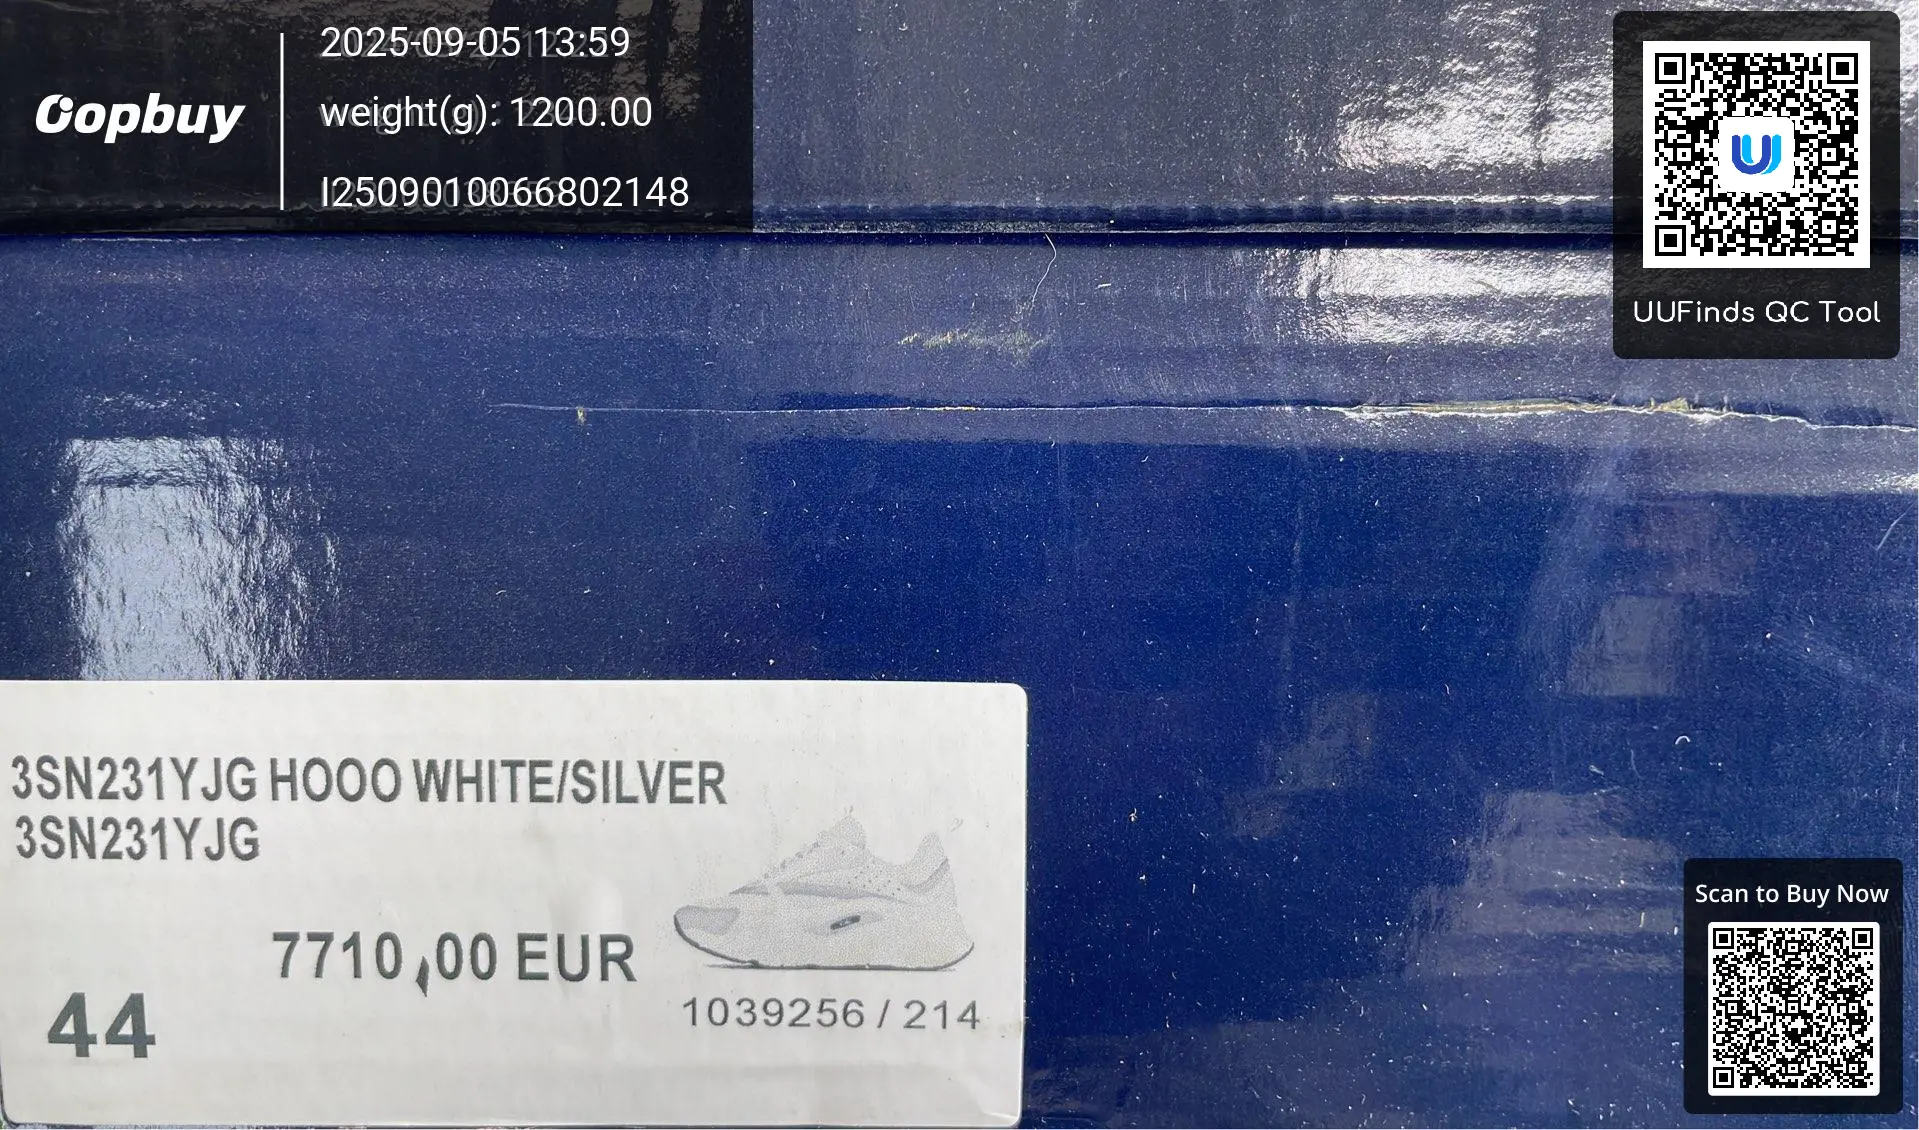 Oopbuy
2025-09-05 13:59
weight(g): 1200.00
I2509010066802148
UUFinds QC Tool
3SN231YJG HOOO WHITE/SILVER
3SN231YJG
7710,00 EUR
44
1039256 / 214
Scan to Buy Now